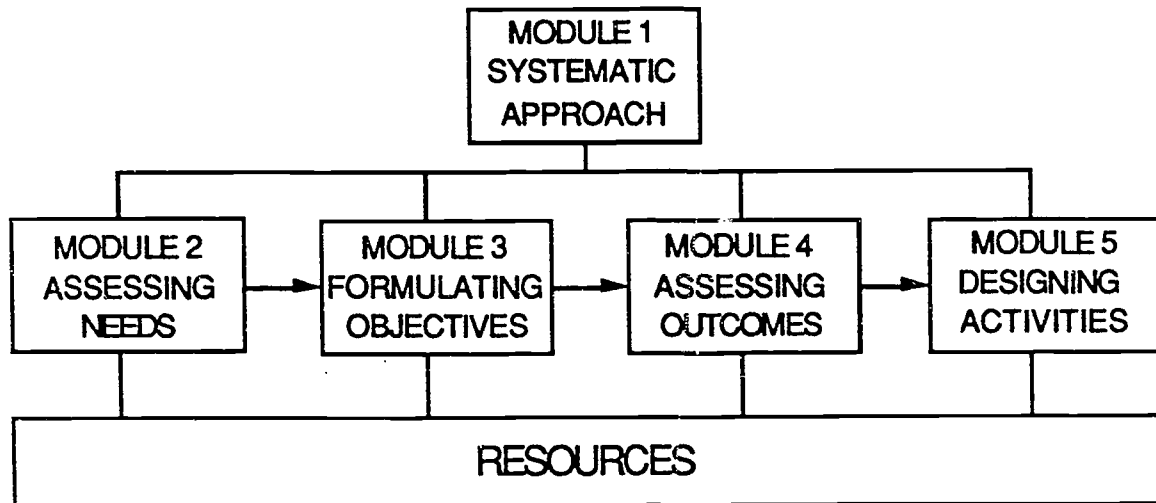 MODULE 1
SYSTEMATIC
APPROACH
MODULE 2
ASSESSING
NEEDS
MODULE 3
FORMULATING
OBJECTIVES
MODULE 4
ASSESSING
OUTCOMES
MODULE 5
DESIGNING
ACTIVITIES
RESOURCES